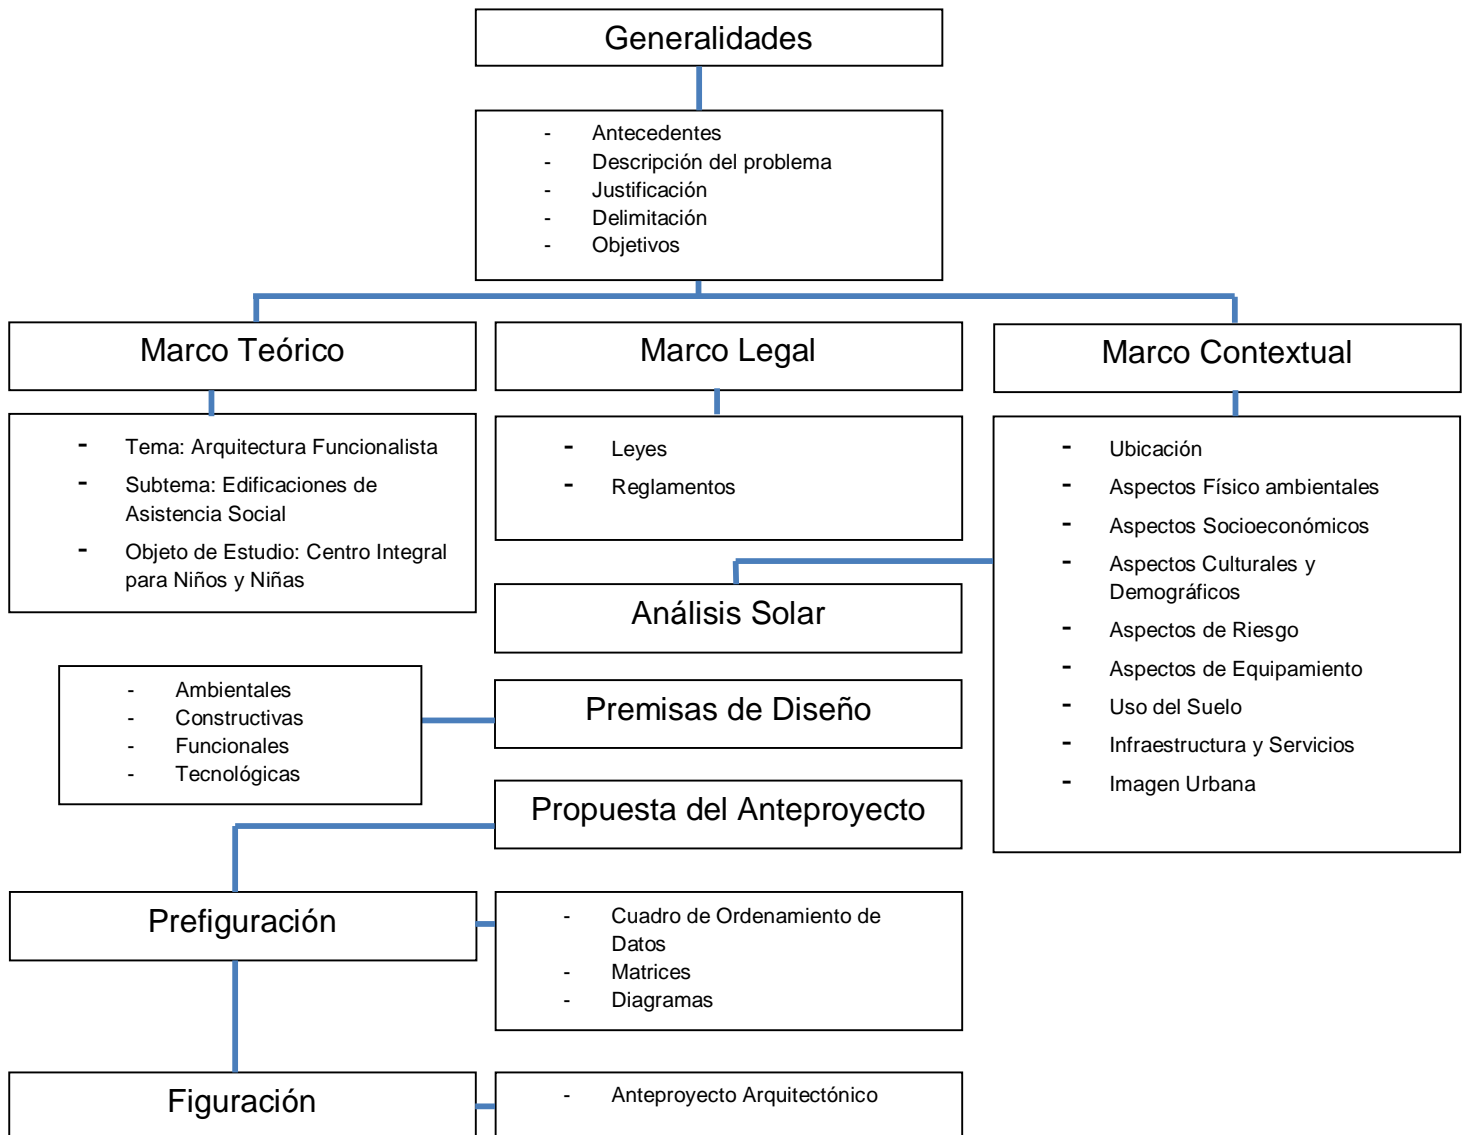 Generalidades
- Antecedentes
- Descripción del problema
- Justificación
- Delimitación
- Objetivos
Marco Teórico
- Tema: Arquitectura Funcionalista
- Subtema: Edificaciones de
Asistencia Social
- Objeto de Estudio: Centro Integral
para Niños y Niñas
Marco Legal
- Leyes
- Reglamentos
Marco Contextual
- Ubicación
- Aspectos Físico ambientales
- Aspectos Socioeconómicos
- Aspectos Culturales y
Demográficos
- Aspectos de Riesgo
- Aspectos de Equipamiento
- Uso del Suelo
- Infraestructura y Servicios
- Imagen Urbana
Análisis Solar
Premisas de Diseño
- Ambientales
- Constructivas
- Funcionales
- Tecnológicas
Propuesta del Anteproyecto
Prefiguración
- Cuadro de Ordenamiento de
Datos
- Matrices
- Diagramas
Figuración
- Anteproyecto Arquitectónico